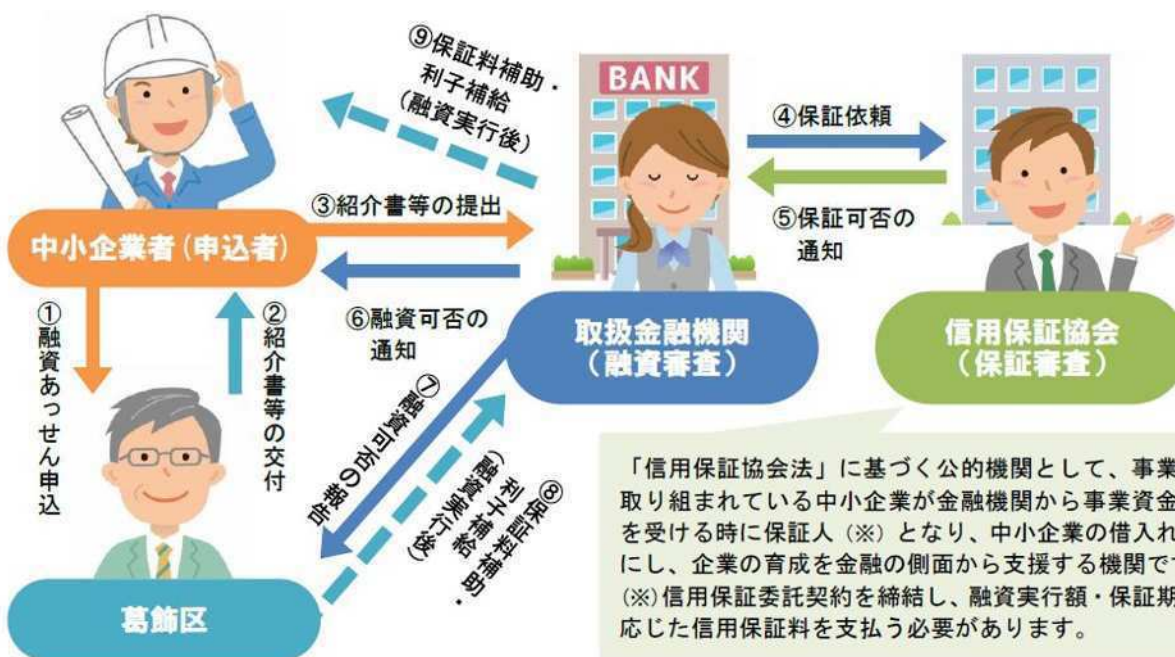 ⑨保証料補助・
利子補給
(融資実行後)
BANK
④保証依頼
③紹介書等の提出
⑤保証可否の
通知
中小企業者(申込者)
①融資あっせん申込
②紹介書等の交付
⑥融資可否の
通知
取扱金融機関
(融資審査)
信用保証協会
(保証審査)
⑦融資可否の報告
⑧保証料補助・
利子補給
(融資実行後)
葛飾区
「信用保証協会法」に基づく公的機関として、事業
取り組まれている中小企業が金融機関から事業資金
を受ける時に保証人(※)となり、中小企業の借入れ
にし、企業の育成を金融の側面から支援する機関で
(※)信用保証委託契約を締結し、融資実行額・保証期
応じた信用保証料を支払う必要があります。